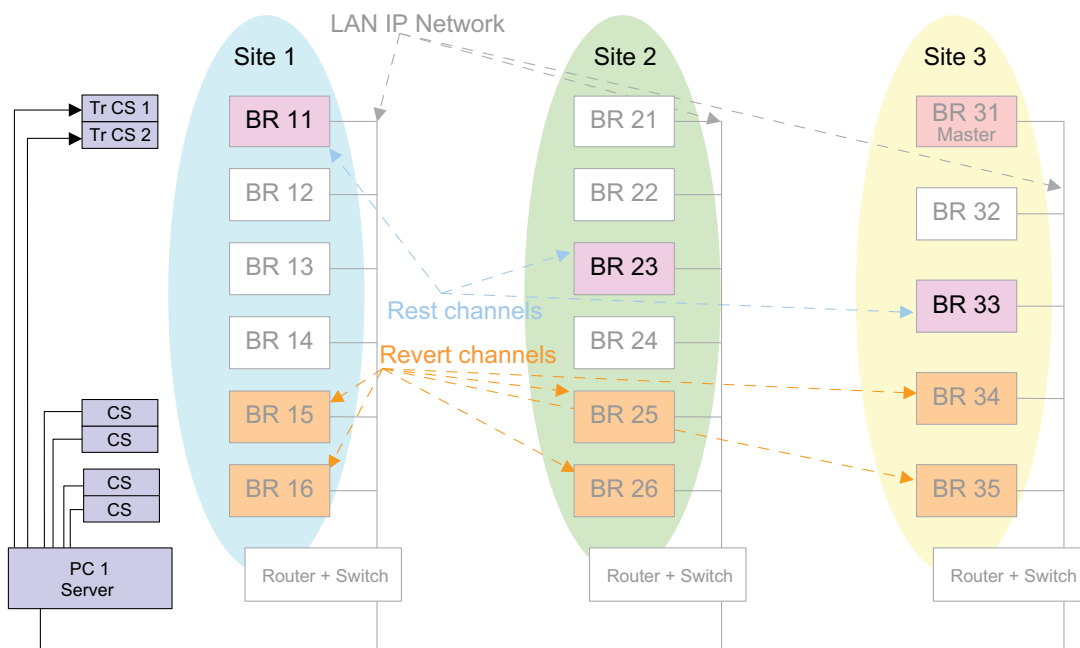 LAN IP Network
Site 1
Site 2
Site 3
Tr CS 1
Tr CS 2
BR 11
BR 12
BR 13
BR 14
BR 15
BR 16
BR 21
BR 22
BR 23
BR 24
BR 25
BR 26
BR 31
Master
BR 32
BR 33
BR 34
BR 35
Rest channels
Revert channels
CS
CS
CS
CS
PC 1
Server
Router + Switch
Router + Switch
Router + Switch